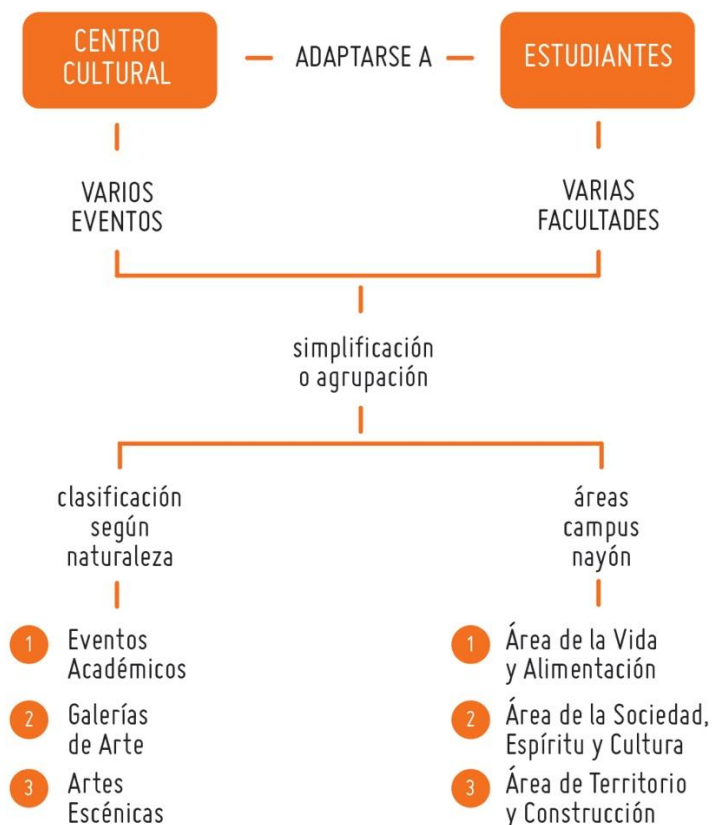 CENTRO
CULTURAL
ADAPTARSE A
ESTUDIANTES
VARIOS
EVENTOS
VARIAS
FACULTADES
simplificación
o agrupación
clasificación
según
naturaleza
áreas
campus
nayón
1 Eventos
Académicos
2 Galerías
de Arte
3 Artes
Escénicas
1 Área de la Vida
y Alimentación
2 Área de la Sociedad,
Espíritu y Cultura
3 Área de Territorio
y Construcción